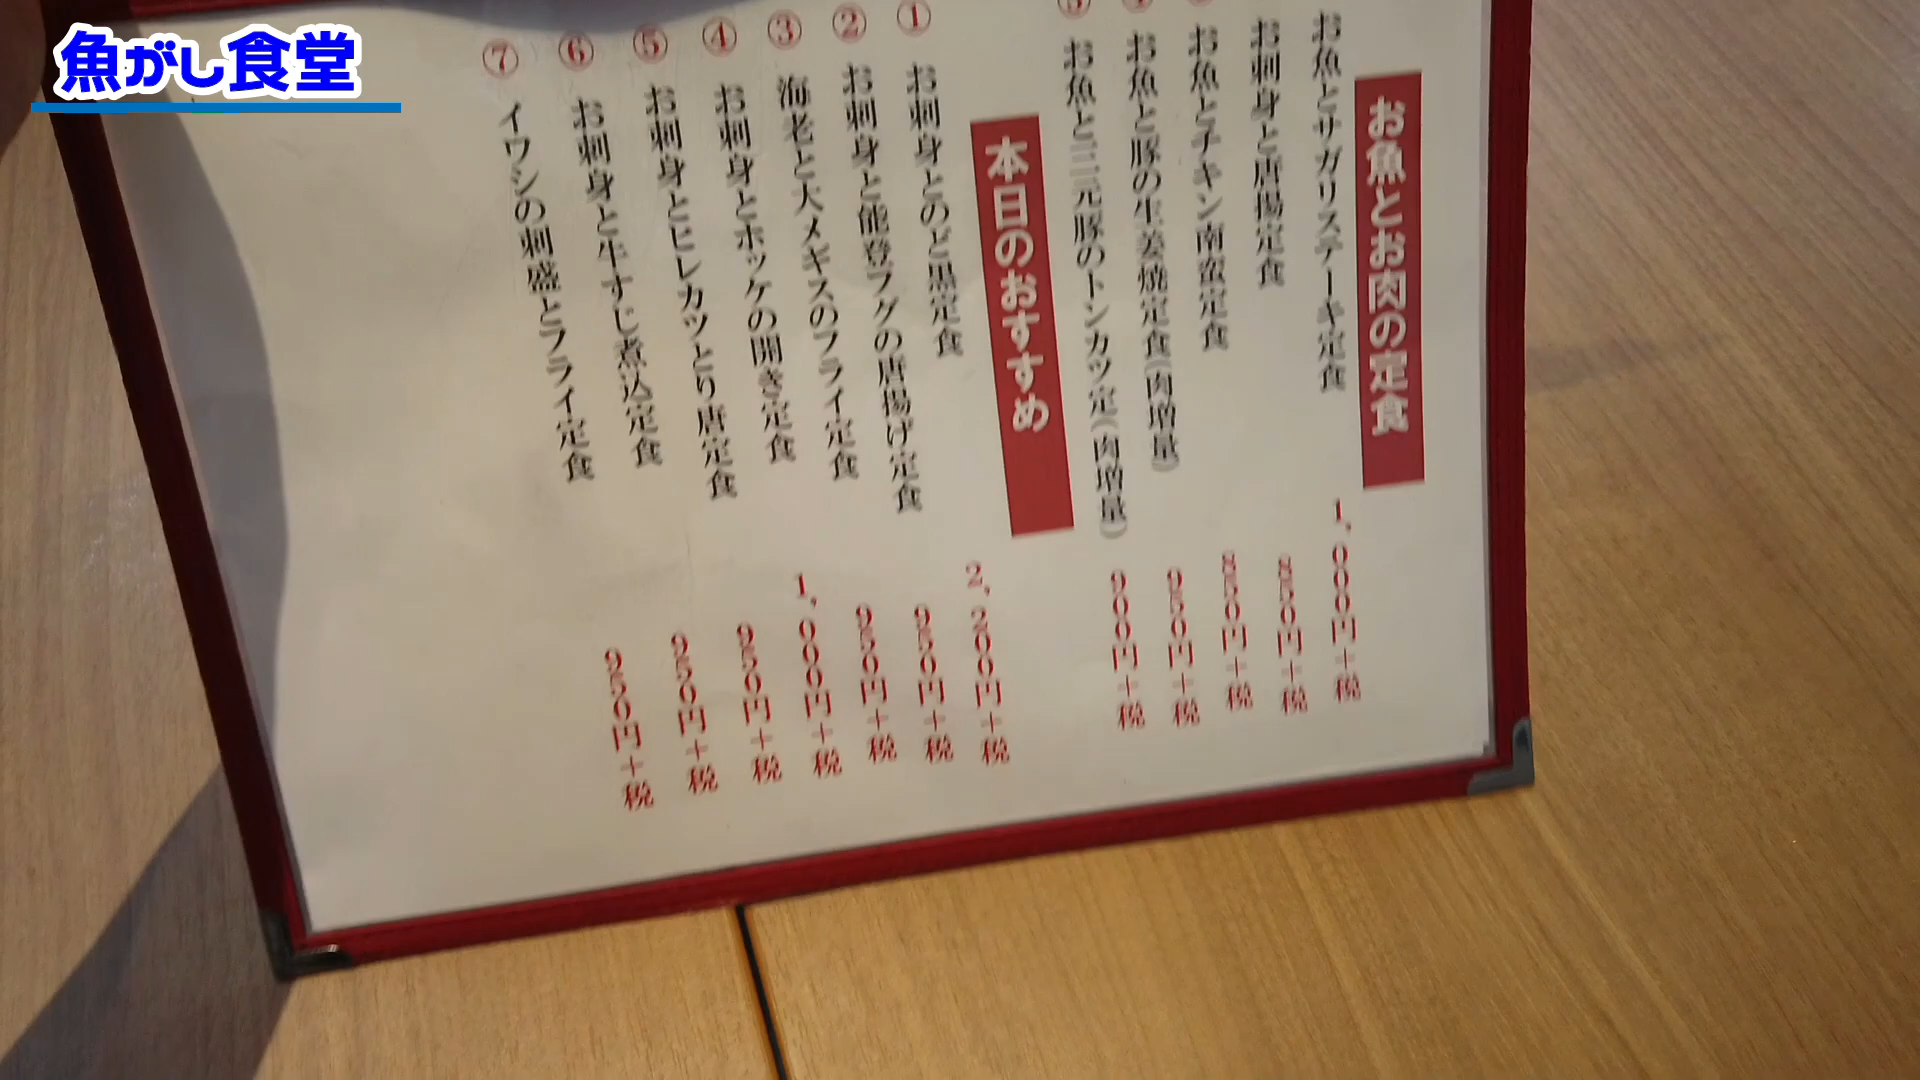 魚がし食堂
お魚とお肉の定食
お魚とサガリステーキ定食 1,000円+税
お刺身と唐揚定食 850円+税
お魚とチキン南蛮定食 850円+税
お魚と豚の生姜焼定食(肉増量) 950円+税
⑤ お魚と三元豚のトンカツ定(肉増量) 900円+税
本日のおすすめ
① お刺身とのど黒定食 2,200円+税
② お刺身と能登フグの唐揚げ定食 950円+税
③ 海老と大メギスのフライ定食 950円+税
④ お刺身とホッケの開き定食 1,000円+税
⑤ お刺身とヒレカツとり唐定食 950円+税
⑥ お刺身と牛すじ煮込定食 950円+税
⑦ イワシの刺盛とフライ定食 950円+税